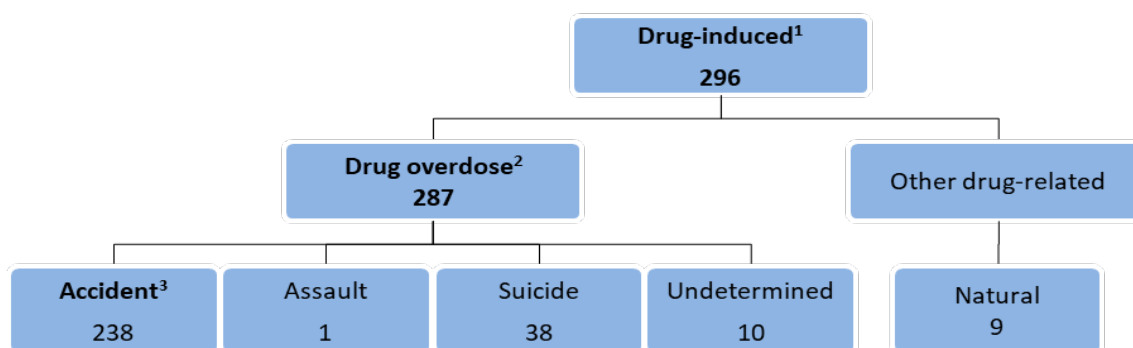 Drug-induced¹
296
Drug overdose²
287
Other drug-related
Accident³
238
Assault
1
Suicide
38
Undetermined
10
Natural
9